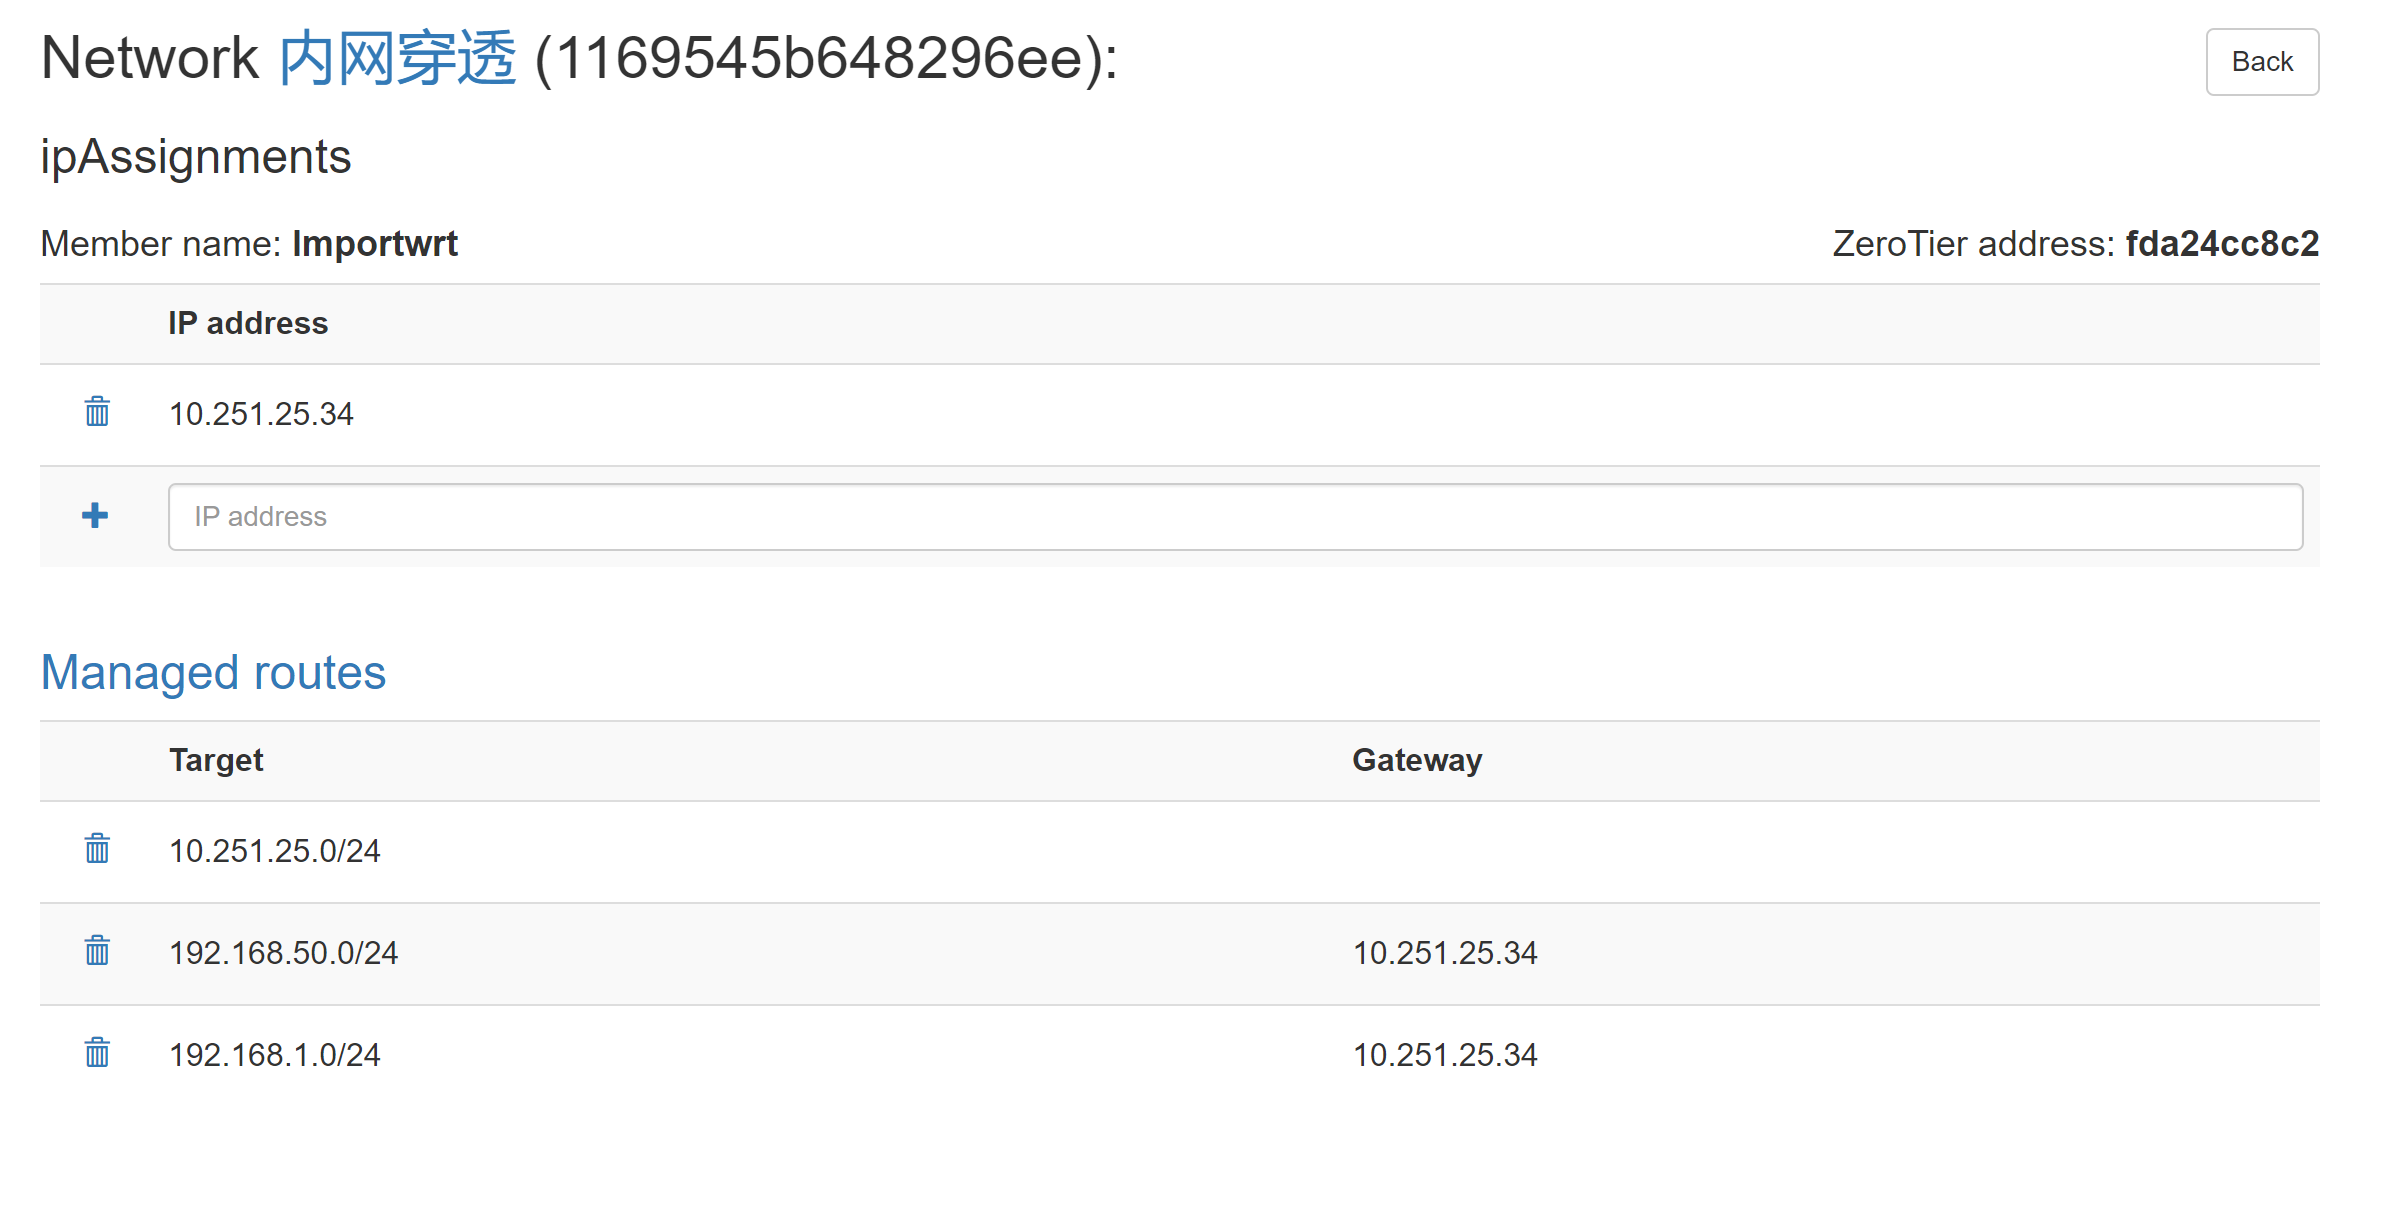 Network 内网穿透 (1169545b648296ee):
Back
ipAssignments
Member name: Importwrt
ZeroTier address: fda24cc8c2
IP address
10.251.25.34
IP address
Managed routes
Target Gateway
10.251.25.0/24
192.168.50.0/24 10.251.25.34
192.168.1.0/24 10.251.25.34